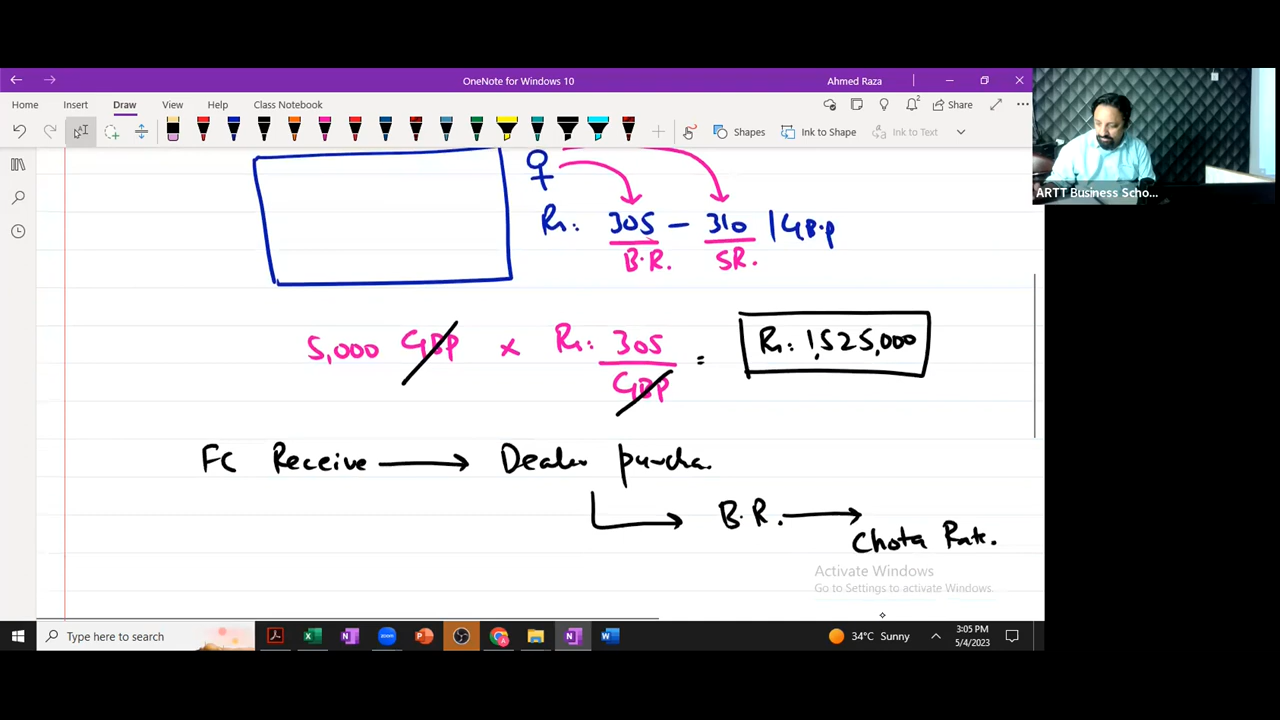 OneNote for Windows 10
Ahmed Raza
Home Insert Draw View Help Class Notebook
Share
Shapes Ink to Shape Ink to Text
ARTT Business Scho...
Rs: 305 - 310 / GBP
B.R. SR.
5,000 GBP x Rs: 305 / GBP = Rs: 1,525,000
FC Receive → Dealer purcha.
B.R. → Chota Rate.
Activate Windows
Go to Settings to activate Windows.
Type here to search
34°C Sunny
3:05 PM
5/4/2023